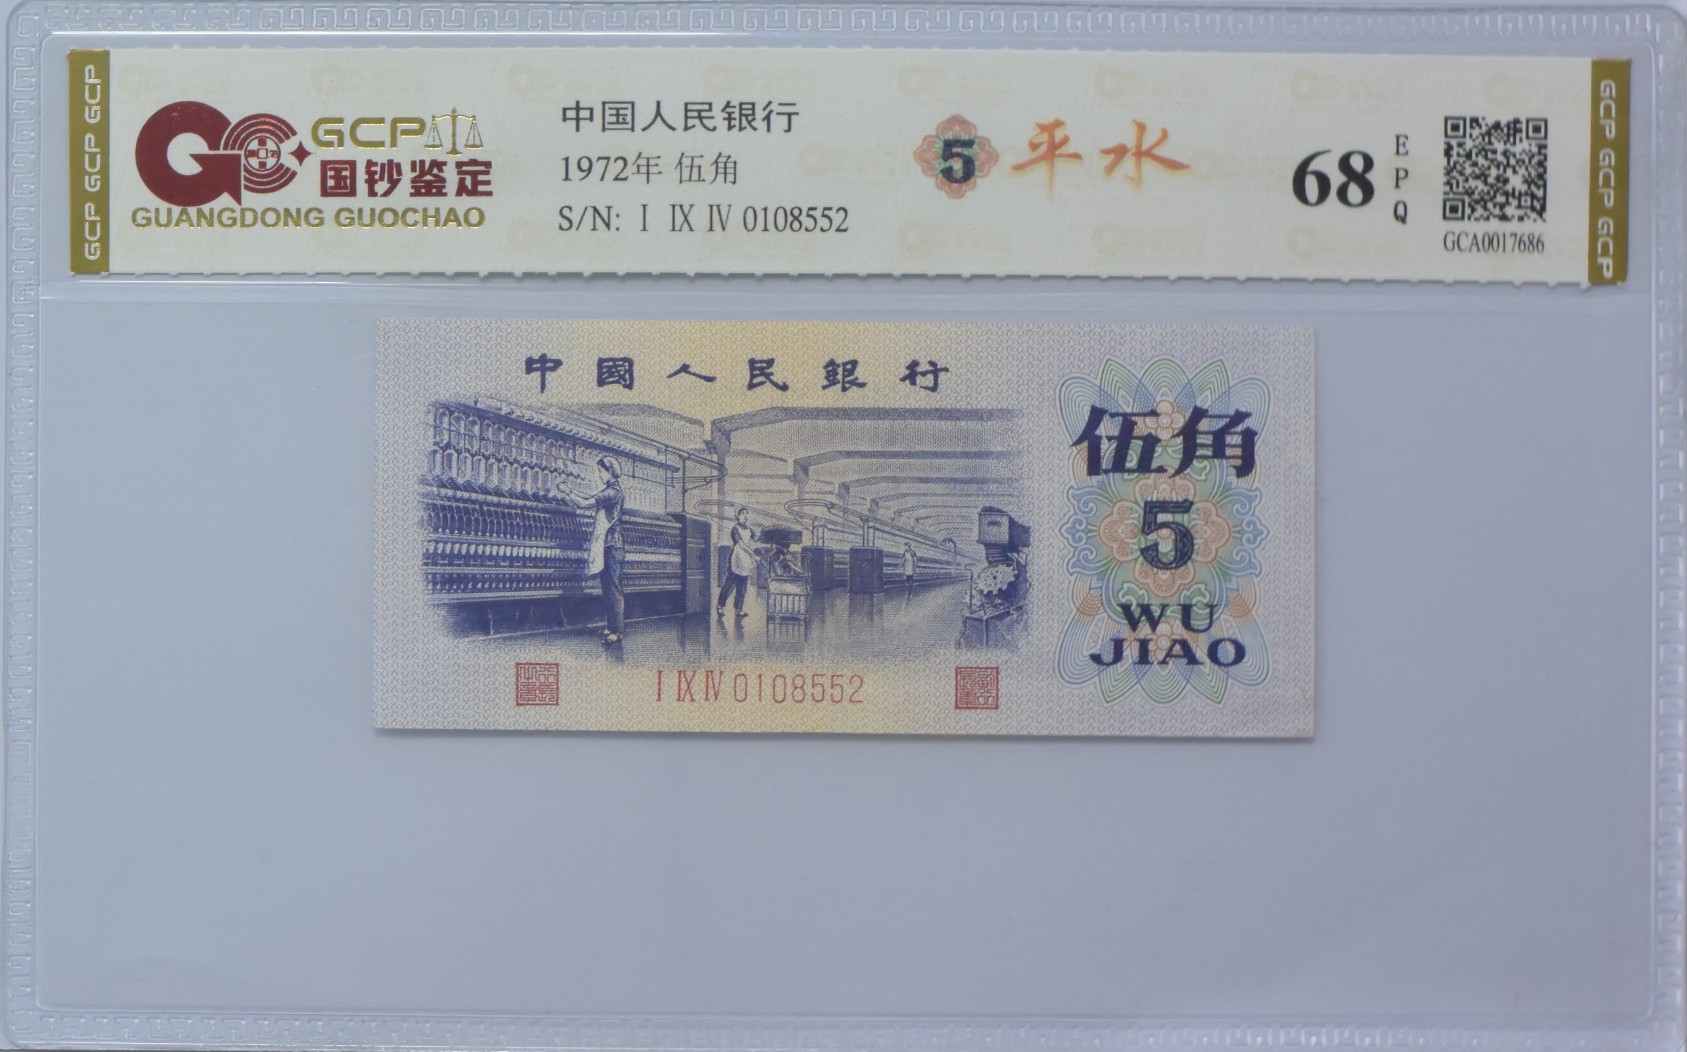 GCP GCP GCP
GCP
国钞鉴定
GUANGDONG GUOCHAO
中国人民银行
1972年 伍角
S/N: Ⅰ Ⅸ Ⅳ 0108552
5 平水
68
EPQ
GCA0017686
GCP GCP GCP
中國人民銀行
伍角
5
WU
JIAO
Ⅰ Ⅸ Ⅳ 0108552